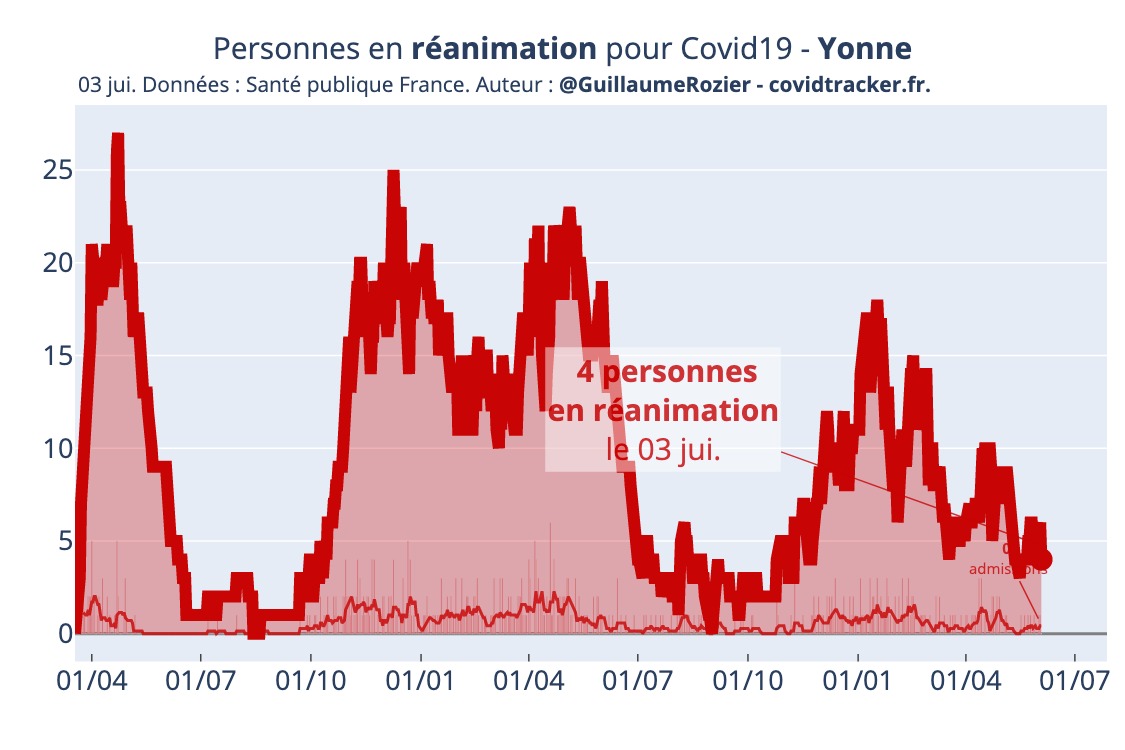 Personnes en réanimation pour Covid19 - Yonne
03 jui. Données : Santé publique France. Auteur : @GuillaumeRozier - covidtracker.fr.
25
20
15
10
5
0
4 personnes
en réanimation
le 03 jui.
admissions
01/04 01/07 01/10 01/01 01/04 01/07 01/10 01/01 01/04 01/07